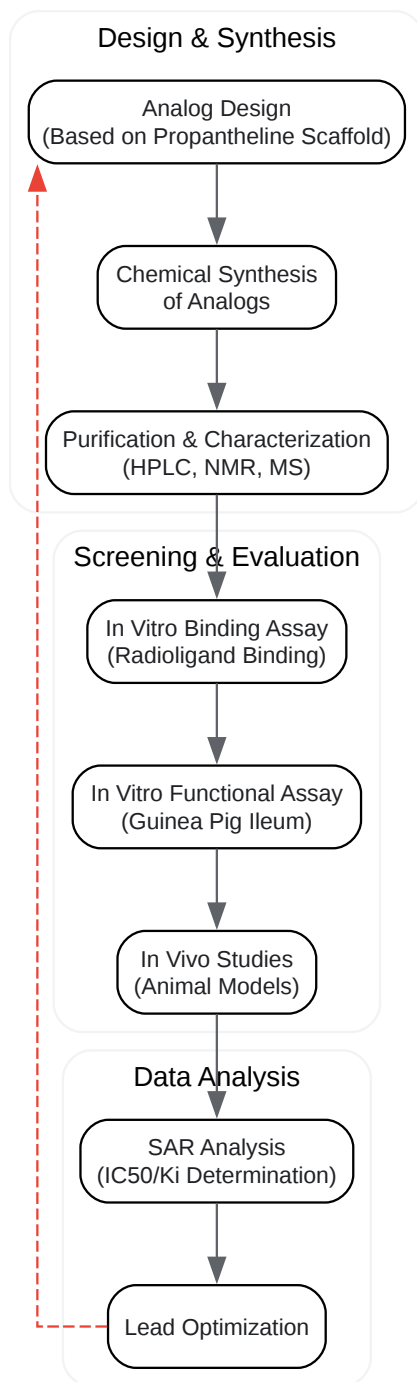 Design & Synthesis
Analog Design
(Based on Propantheline Scaffold)
Chemical Synthesis
of Analogs
Purification & Characterization
(HPLC, NMR, MS)
Screening & Evaluation
In Vitro Binding Assay
(Radioligand Binding)
In Vitro Functional Assay
(Guinea Pig Ileum)
In Vivo Studies
(Animal Models)
Data Analysis
SAR Analysis
(IC50/Ki Determination)
Lead Optimization